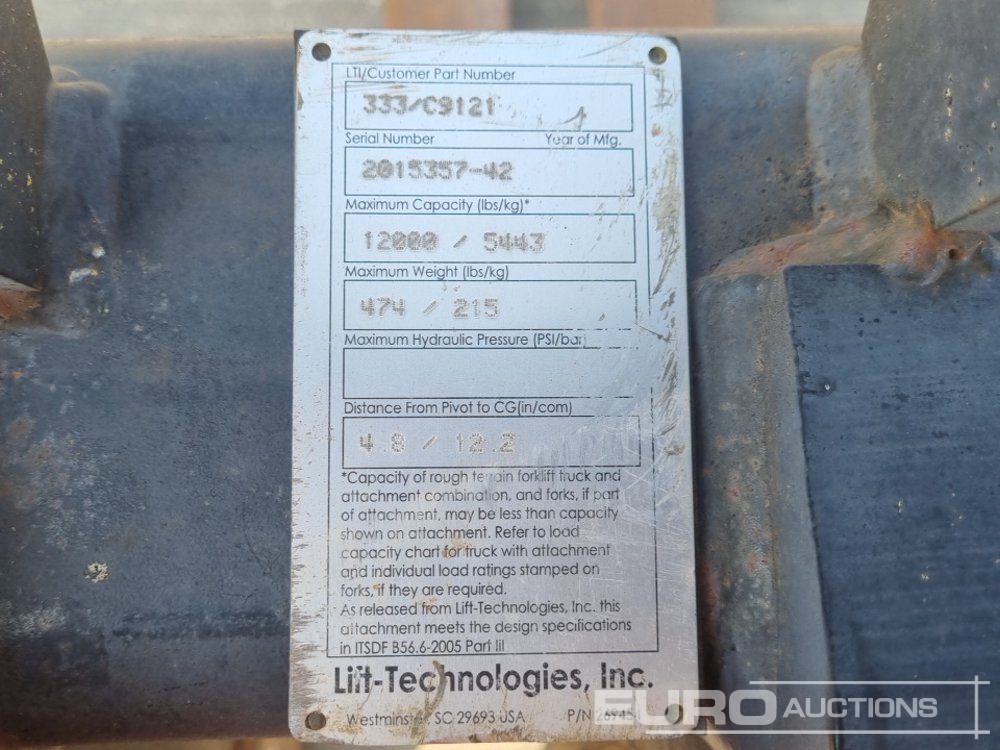 LTI/Customer Part Number
333/C9121
Serial Number Year of Mfg.
2015357-42
Maximum Capacity (lbs/kg)*
12000 / 5443
Maximum Weight (lbs/kg)
474 / 215
Maximum Hydraulic Pressure (PSI/bar)
Distance From Pivot to CG(in/com)
4.8 / 12.2
*Capacity of rough terrain forklift truck and
attachment combination, and forks, if part
of attachment, may be less than capacity
shown on attachment. Refer to load
capacity chart for truck with attachment
and individual load ratings stamped on
forks, if they are required.
As released from Lift-Technologies, Inc. this
attachment meets the design specifications
in ITSDF B56.6-2005 Part III
Lift-Technologies, Inc.
Westminster, SC 29693 USA P/N
EURO AUCTIONS